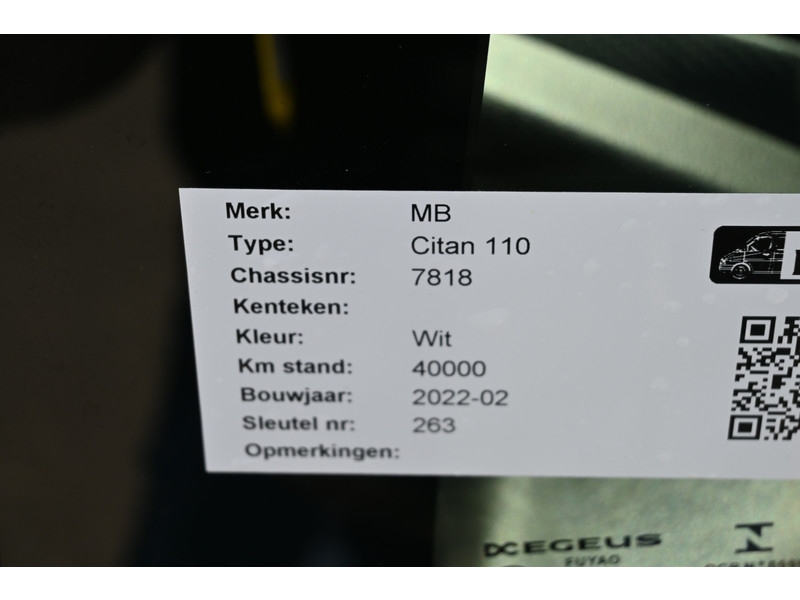 Merk: MB
Type: Citan 110
Chassisnr: 7818
Kenteken:
Kleur: Wit
Km stand: 40000
Bouwjaar: 2022-02
Sleutel nr: 263
Opmerkingen:
EGEUS
FUYAO